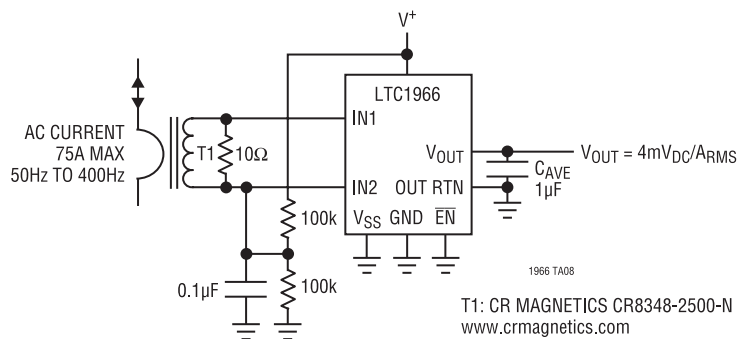 V+
LTC1966
AC CURRENT
75A MAX
50Hz TO 400Hz
T1
10Ω
IN1
IN2
VOUT
OUT RTN
VSS GND EN
CAVE
1µF
VOUT = 4mVDC/ARMS
100k
100k
0.1µF
1966 TA08
T1: CR MAGNETICS CR8348-2500-N
www.crmagnetics.com